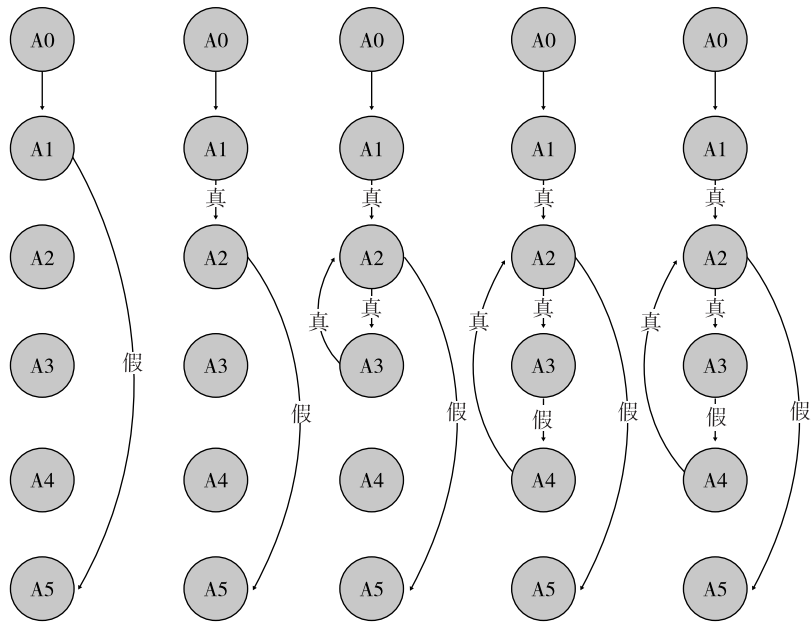 A0 A0 A0 A0 A0
A1 A1 A1 A1 A1
真 真 真 真
A2 A2 A2 A2 A2
真 真 真
真 真 真
A3 A3 A3 A3 A3
假
假 假 假 假
假 假
A4 A4 A4 A4 A4
A5 A5 A5 A5 A5